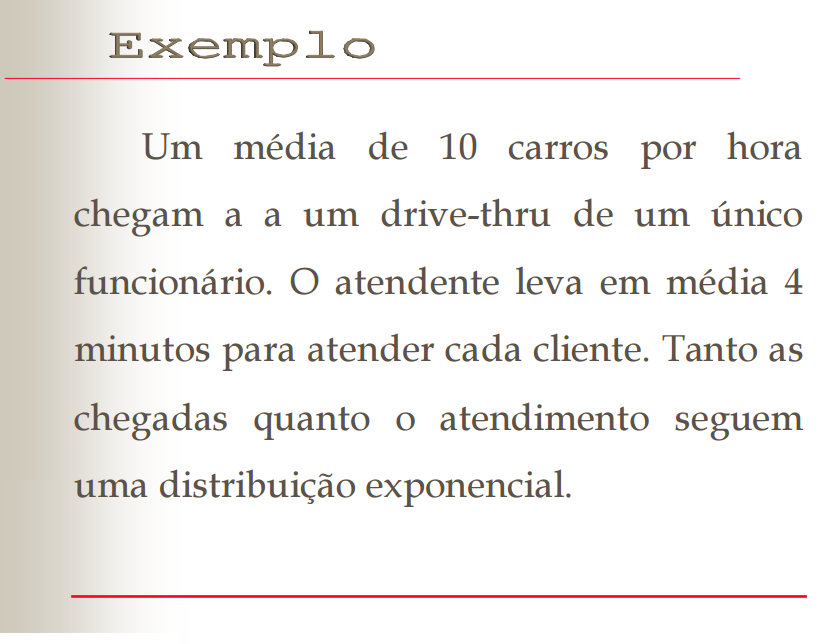 Exemplo
Um média de 10 carros por hora
chegam a a um drive-thru de um único
funcionário. O atendente leva em média 4
minutos para atender cada cliente. Tanto as
chegadas quanto o atendimento seguem
uma distribuição exponencial.